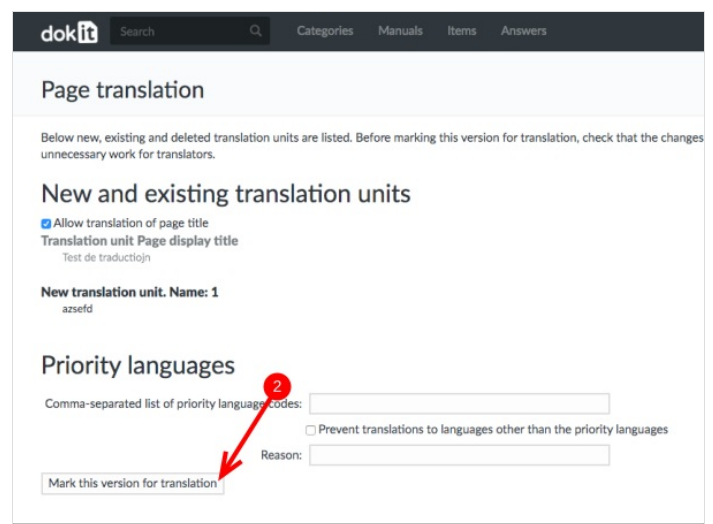 dokit Search Categories Manuals Items Answers
Page translation
Below new, existing and deleted translation units are listed. Before marking this version for translation, check that the changes
unnecessary work for translators.
New and existing translation units
Allow translation of page title
Translation unit Page display title
Test de traductiojn
New translation unit. Name: 1
azsefd
Priority languages
2
Comma-separated list of priority language codes:
Prevent translations to languages other than the priority languages
Reason:
Mark this version for translation